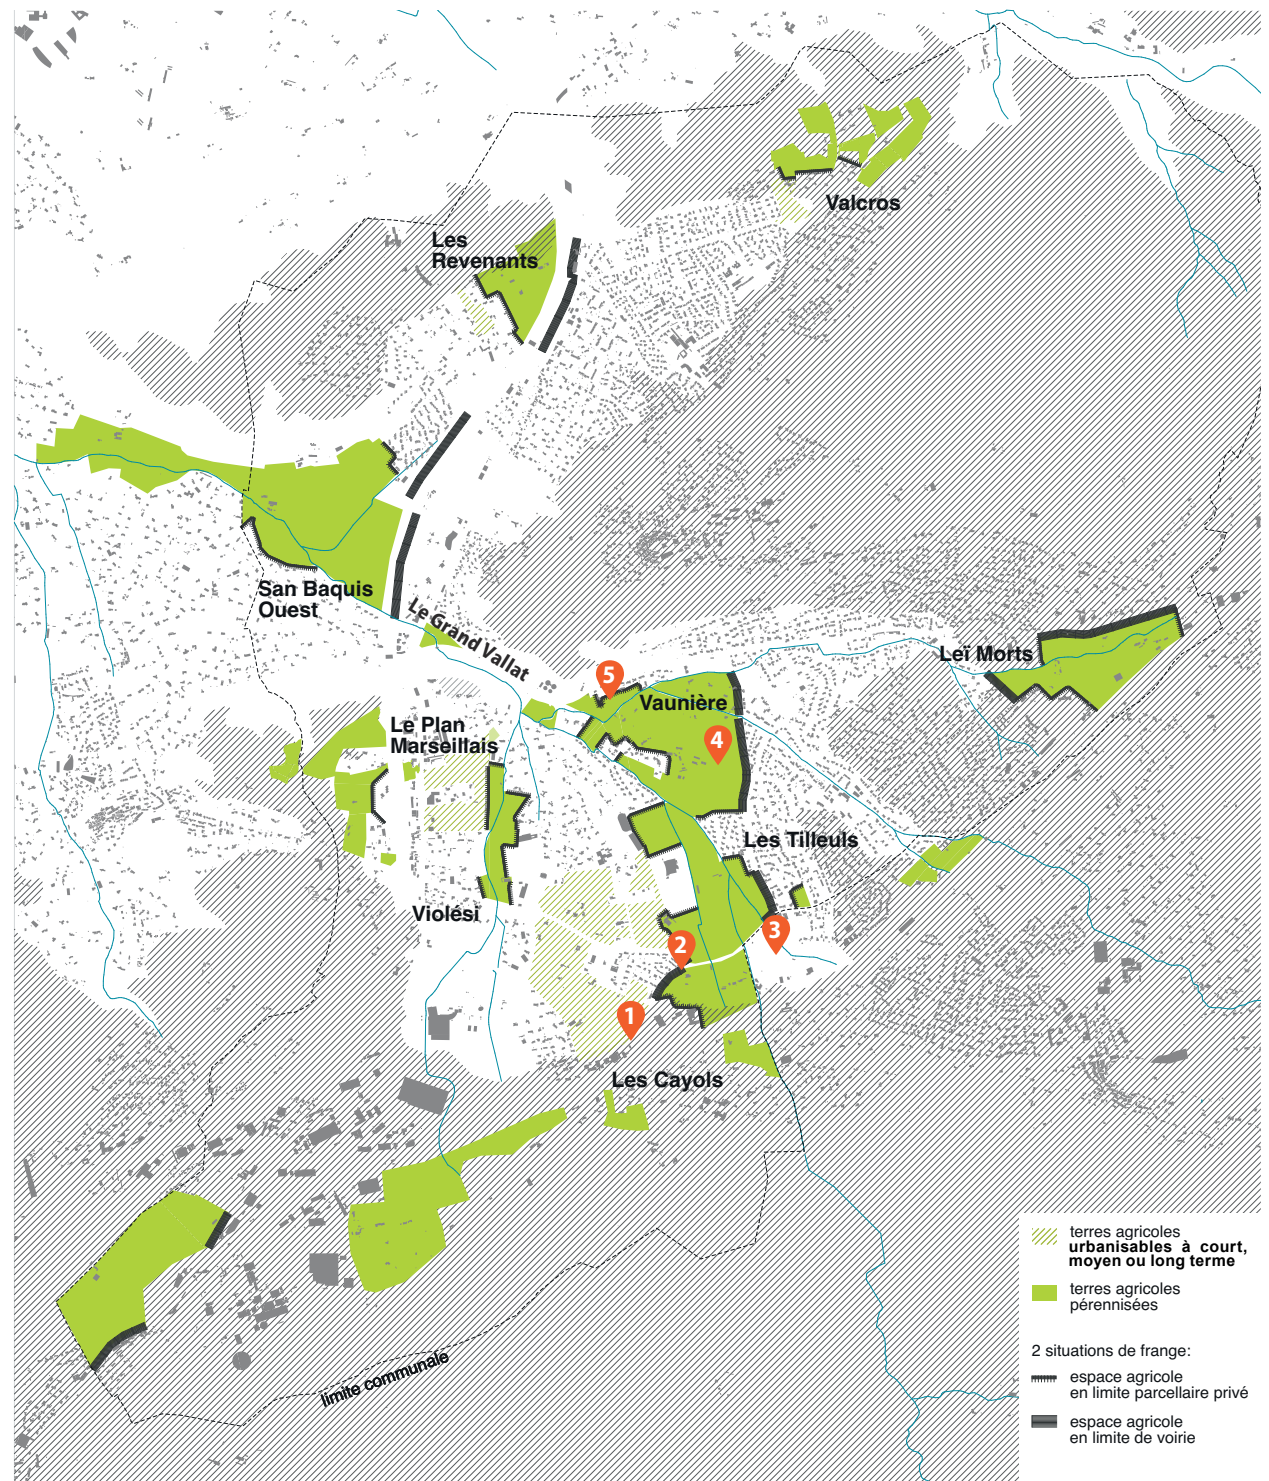 Valcros
Les
Revenants
San Baquis
Ouest
Le Grand Vallat
Leï Morts
5
Vaunière
4
Le Plan
Marseillais
Les Tilleuls
Violési
3
2
1
Les Cayols
limite communale
terres agricoles
urbanisables à court,
moyen ou long terme
terres agricoles
pérennisées
2 situations de frange:
espace agricole
en limite parcellaire privé
espace agricole
en limite de voirie